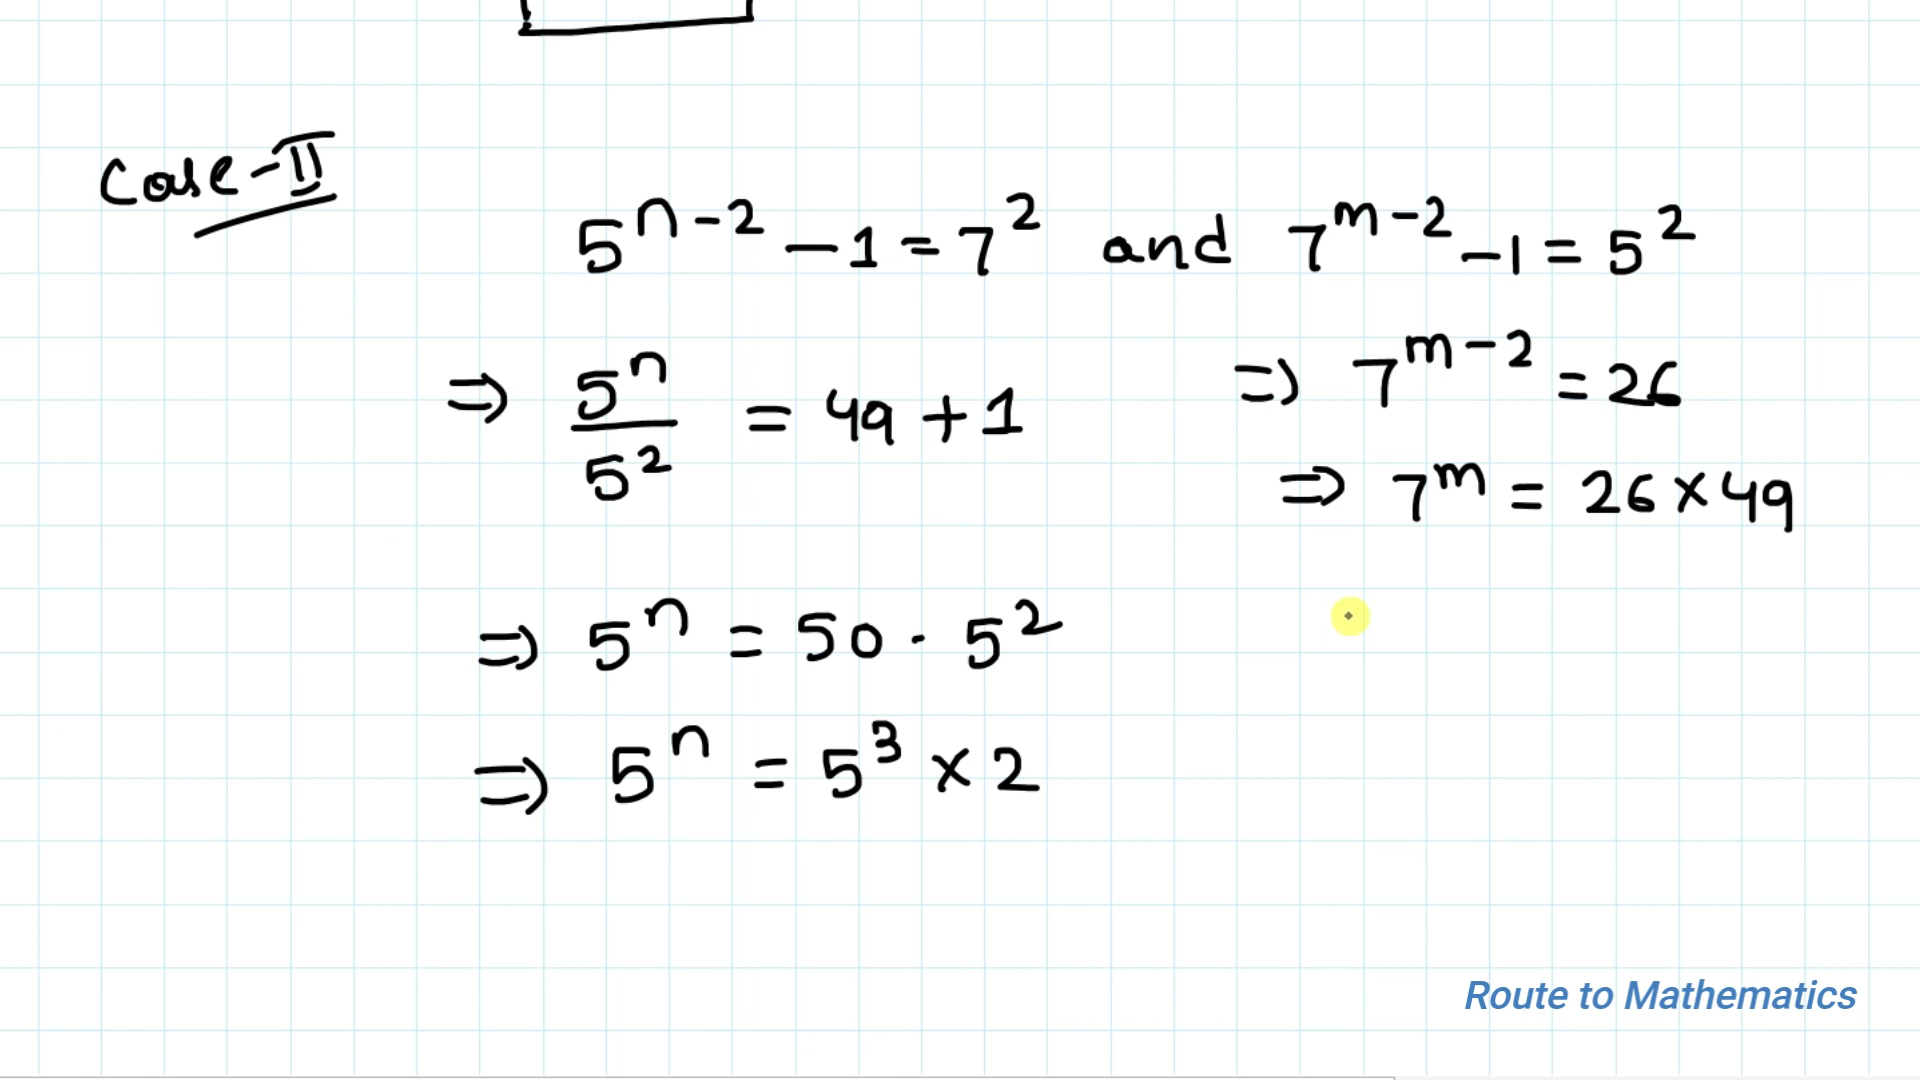 Case-II
5^{n-2} - 1 = 7^2 and 7^{m-2} - 1 = 5^2
⇒ 5^n / 5^2 = 49 + 1 ⇒ 7^{m-2} = 26
⇒ 7^m = 26 × 49
⇒ 5^n = 50 · 5^2
⇒ 5^n = 5^3 × 2
Route to Mathematics